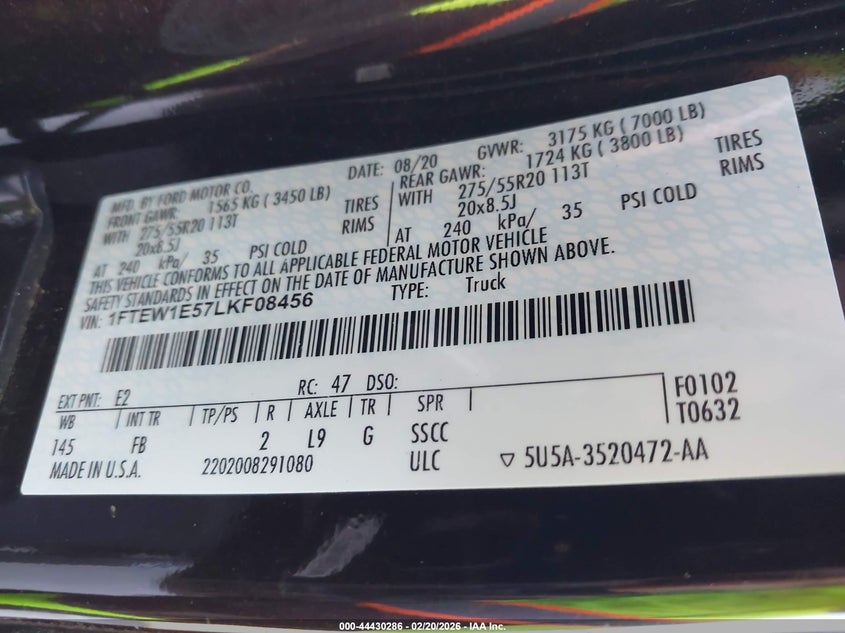 MFD. BY FORD MOTOR CO.
DATE: 08/20 GVWR: 3175 KG ( 7000 LB)
FRONT GAWR: 1565 KG ( 3450 LB)
WITH 275/55R20 113T TIRES
20x8.5J RIMS
AT 240 kPa/ 35 PSI COLD
REAR GAWR: 1724 KG ( 3800 LB)
WITH 275/55R20 113T TIRES
20x8.5J RIMS
AT 240 kPa/ 35 PSI COLD
THIS VEHICLE CONFORMS TO ALL APPLICABLE FEDERAL MOTOR VEHICLE
SAFETY STANDARDS IN EFFECT ON THE DATE OF MANUFACTURE SHOWN ABOVE.
VIN: 1FTEW1E57LKF08456 TYPE: Truck
EXT PNT: E2 RC: 47 DSO:
WB INT TR TP/PS R AXLE TR SPR
145 FB 2 L9 G SSCC
F0102
T0632
MADE IN U.S.A. 2202008291080 ULC 5U5A-3520472-AA
000-44430286 - 02/20/2026 - IAA Inc.